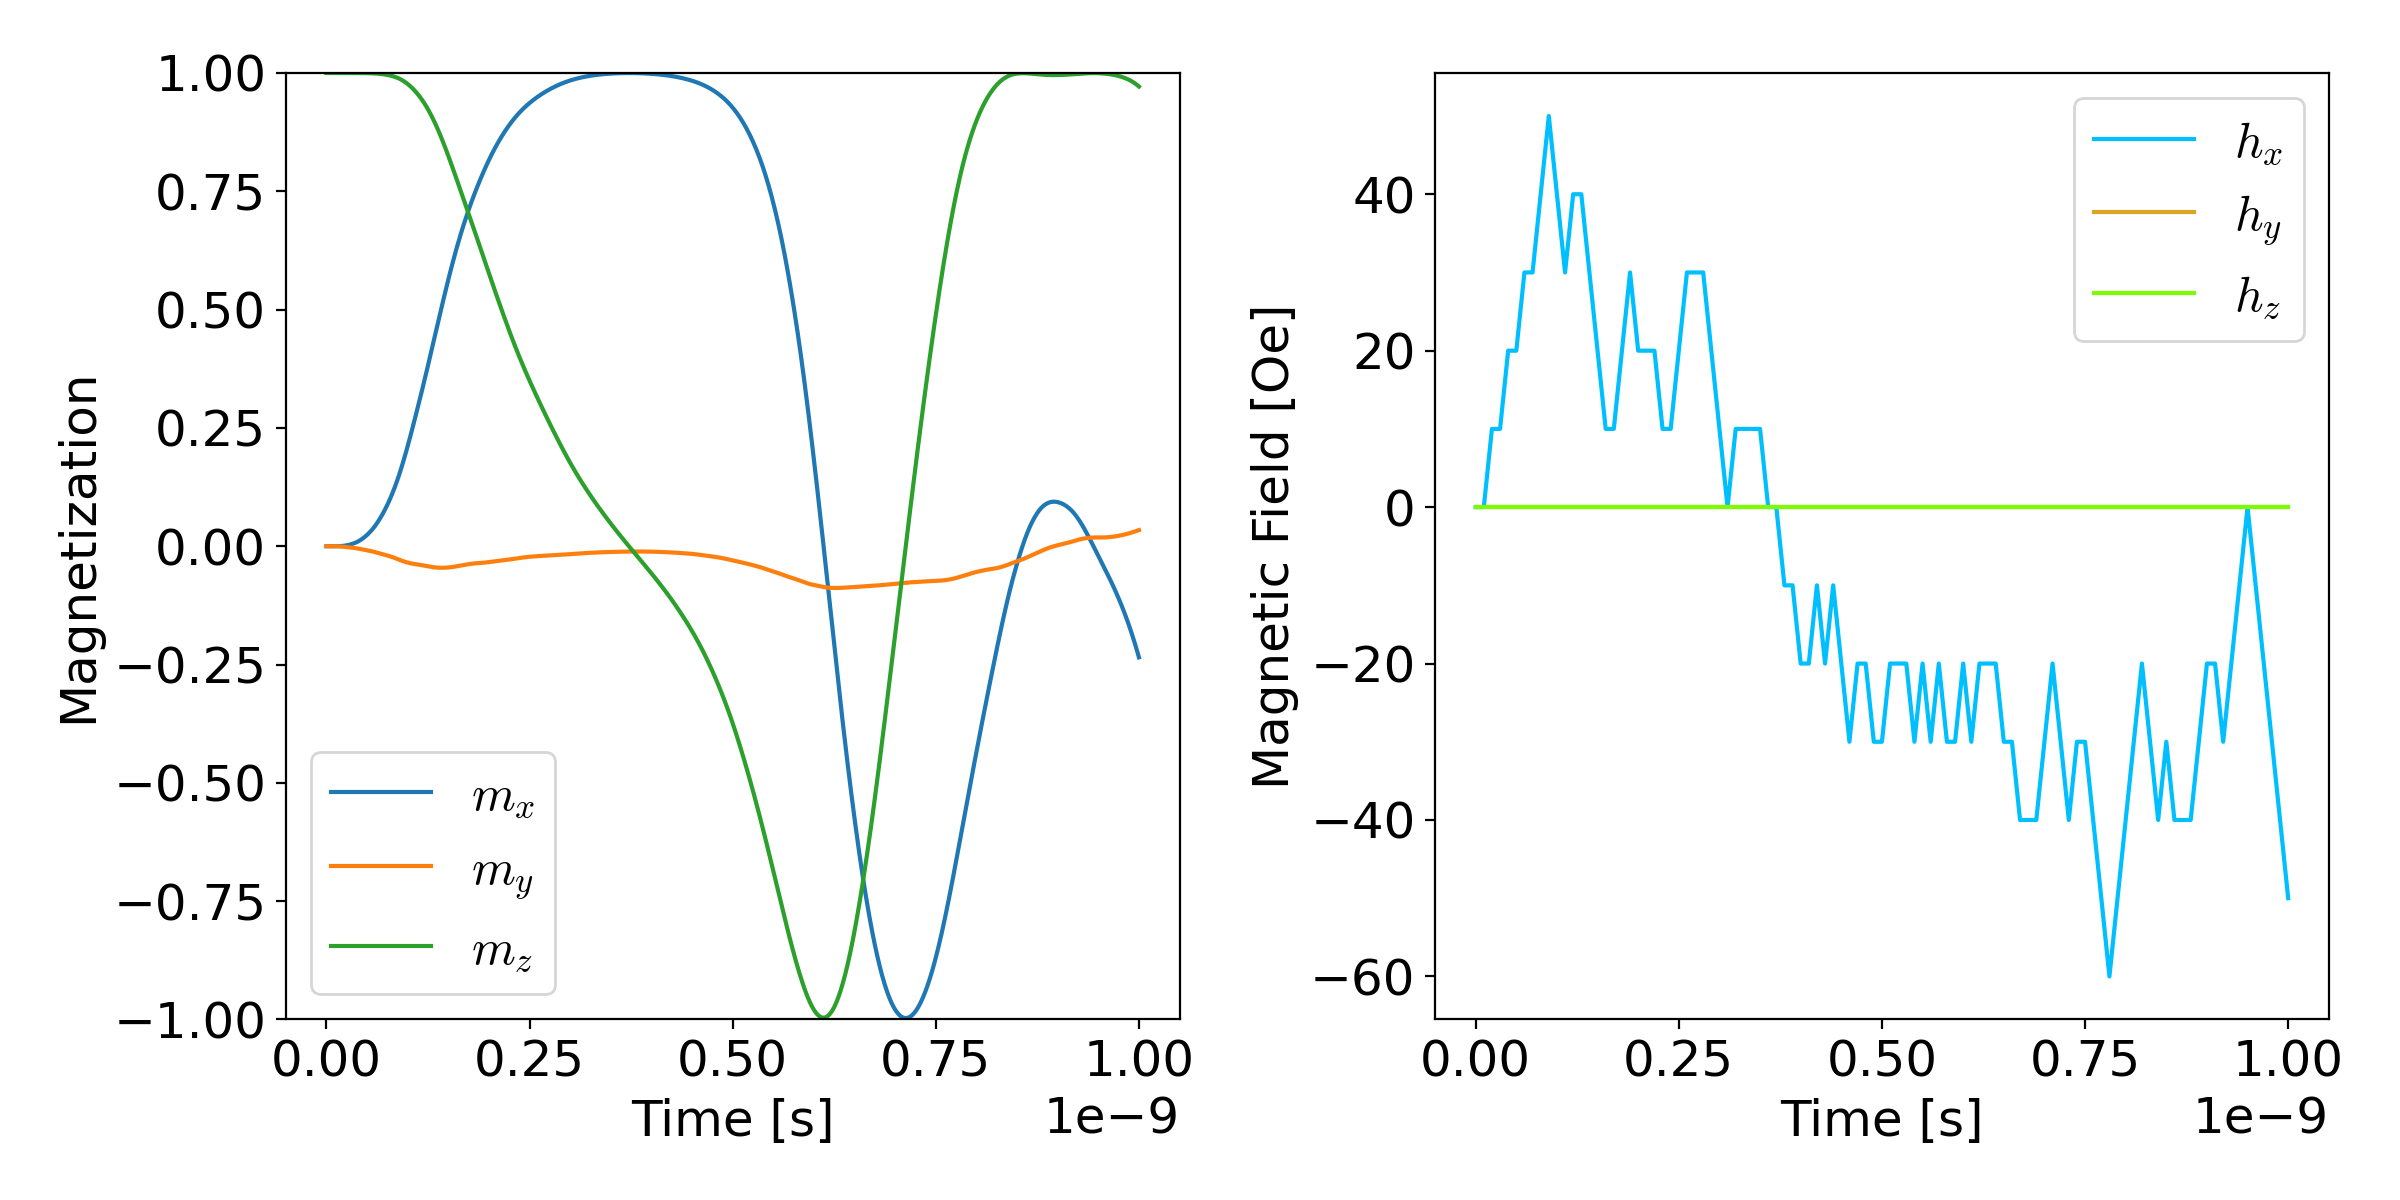 Magnetization
1.00
0.75
0.50
0.25
0.00
−0.25
−0.50
−0.75
−1.00
m_x
m_y
m_z
0.00 0.25 0.50 0.75 1.00
Time [s]
1e−9
Magnetic Field [Oe]
40
20
0
−20
−40
−60
h_x
h_y
h_z
0.00 0.25 0.50 0.75 1.00
Time [s]
1e−9